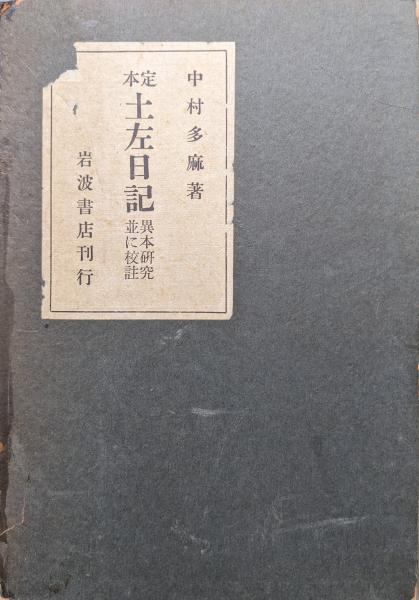 中村多麻著
定本 土左日記 異本研究並に校註
岩波書店刊行